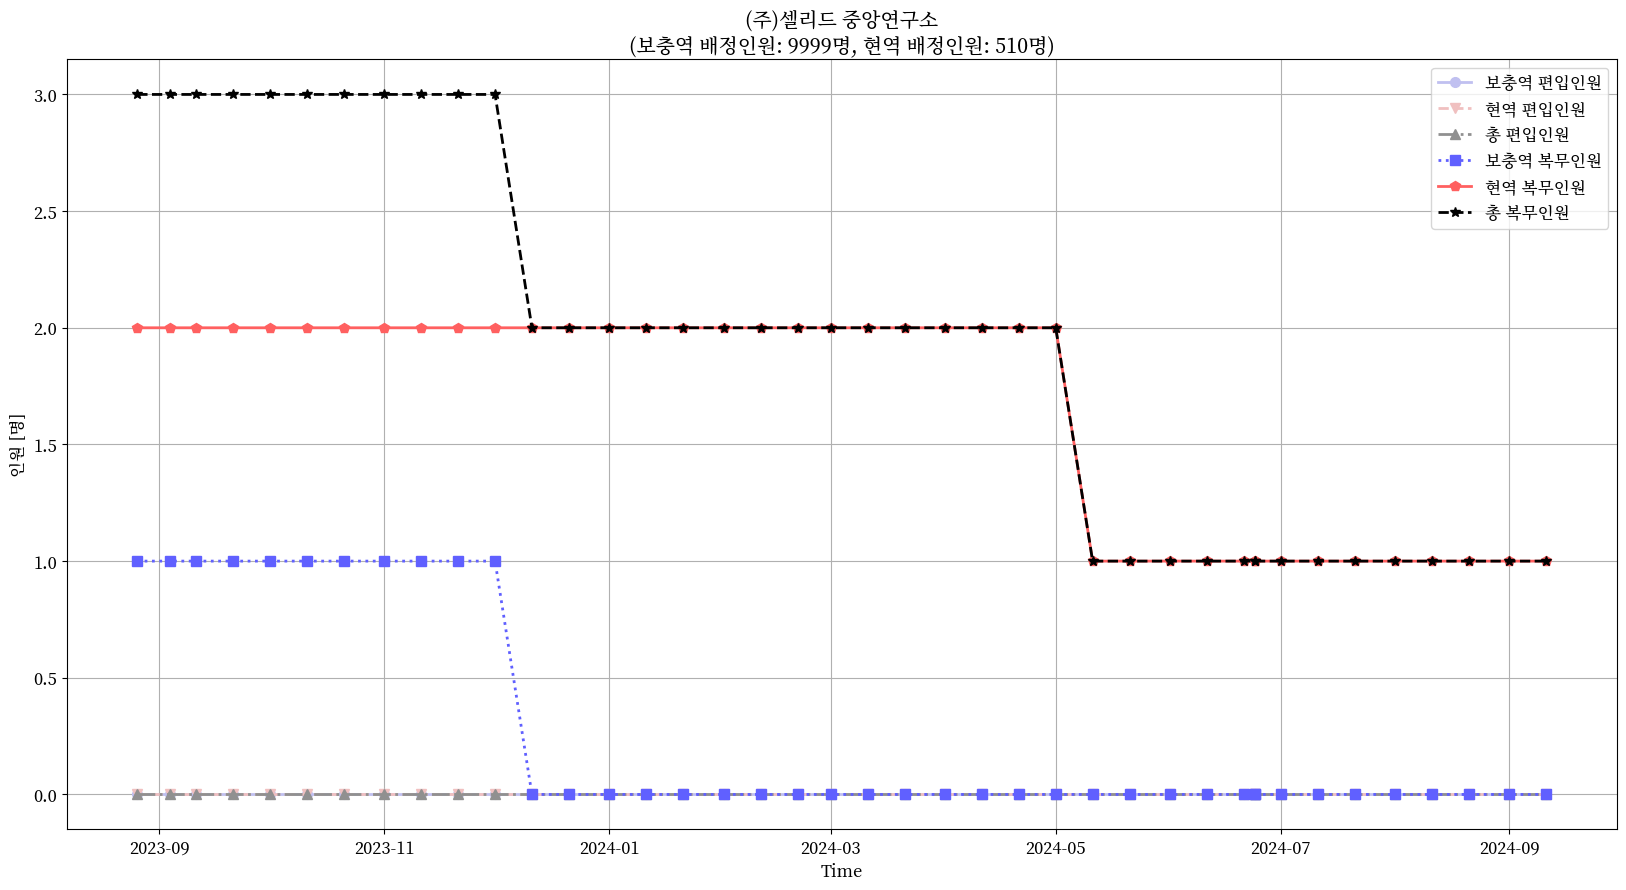 (주)셀리드 중앙연구소
(보충역 배정인원: 9999명, 현역 배정인원: 510명)
보충역 편입인원
현역 편입인원
총 편입인원
보충역 복무인원
현역 복무인원
총 복무인원
인원 [명]
3.0
2.5
2.0
1.5
1.0
0.5
0.0
2023-09
2023-11
2024-01
2024-03
2024-05
2024-07
2024-09
Time